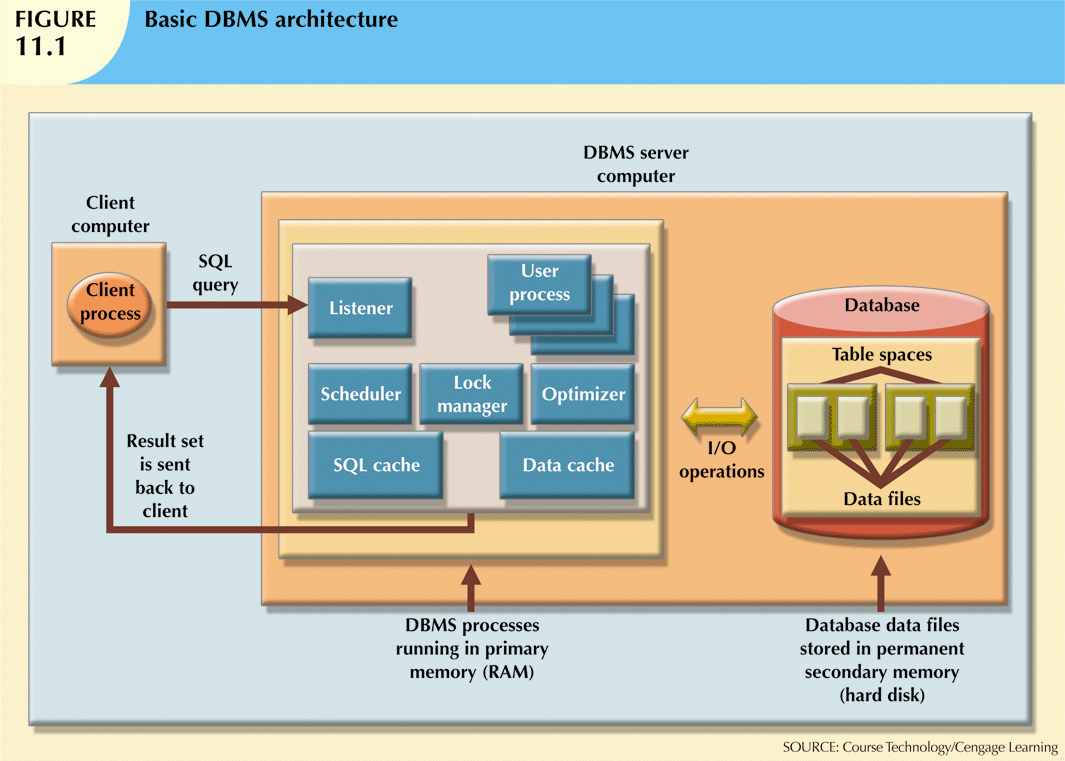 FIGURE
11.1
Basic DBMS architecture
DBMS server
computer
Client
computer
Client
process
SQL
query
Listener
User
process
Scheduler
Lock
manager
Optimizer
SQL cache
Data cache
Result set
is sent
back to
client
I/O
operations
Database
Table spaces
Data files
DBMS processes
running in primary
memory (RAM)
Database data files
stored in permanent
secondary memory
(hard disk)
SOURCE: Course Technology/Cengage Learning